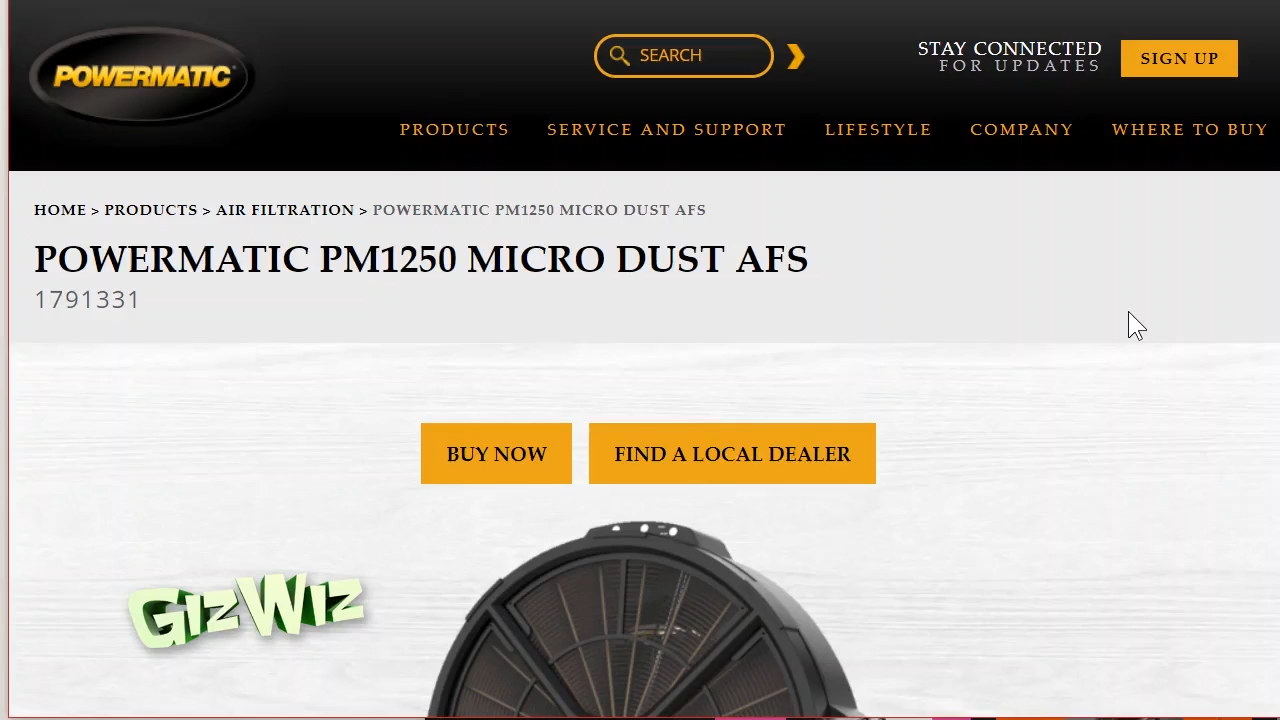 POWERMATIC
SEARCH
STAY CONNECTED
FOR UPDATES
SIGN UP
PRODUCTS
SERVICE AND SUPPORT
LIFESTYLE
COMPANY
WHERE TO BUY
HOME > PRODUCTS > AIR FILTRATION > POWERMATIC PM1250 MICRO DUST AFS
POWERMATIC PM1250 MICRO DUST AFS
1791331
BUY NOW
FIND A LOCAL DEALER
GIZWIZ